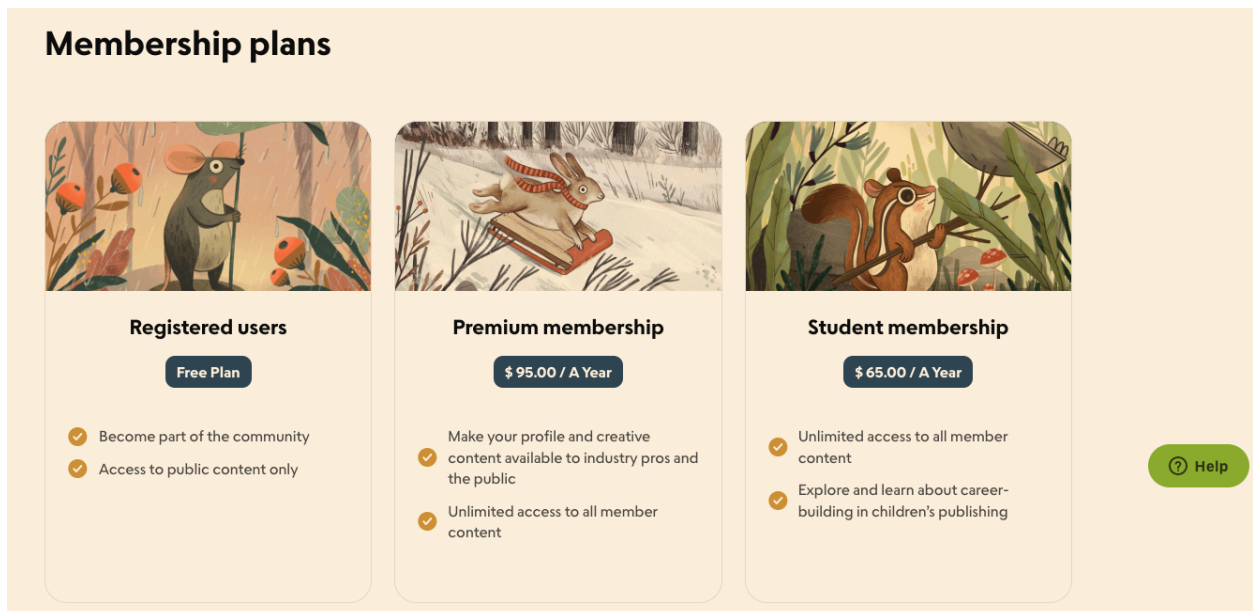 Membership plans
Registered users
Free Plan
Become part of the community
Access to public content only
Premium membership
$ 95.00 / A Year
Make your profile and creative
content available to industry pros and
the public
Unlimited access to all member
content
Student membership
$ 65.00 / A Year
Unlimited access to all member
content
Explore and learn about career-
building in children’s publishing
Help